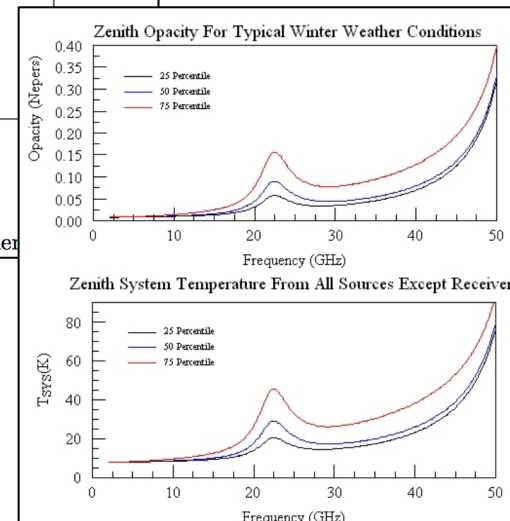 Zenith Opacity For Typical Winter Weather Conditions
0.40
0.35
0.30
0.25
0.20
0.15
0.10
0.05
0.00
Opacity (Nepers)
25 Percentile
50 Percentile
75 Percentile
0 10 20 30 40 50
Frequency (GHz)
er
Zenith System Temperature From All Sources Except Receiver
80
60
40
20
0
TSYS(K)
25 Percentile
50 Percentile
75 Percentile
0 10 20 30 40 50
Frequency (GHz)